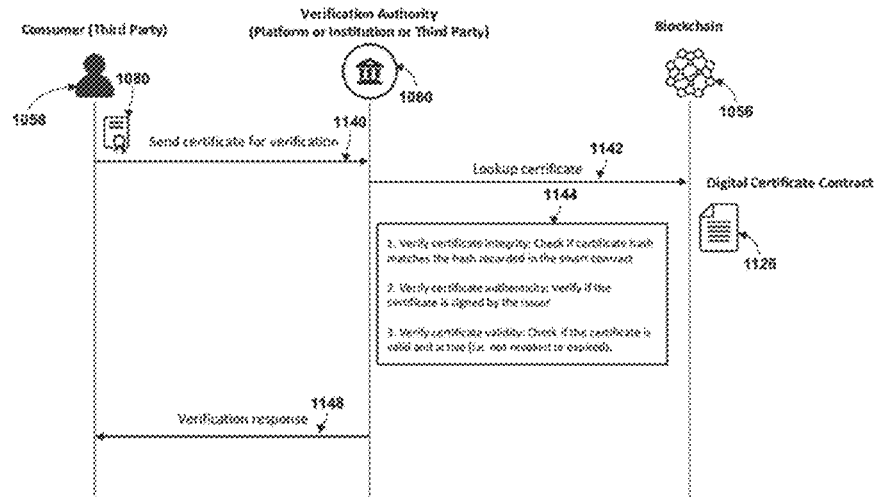 Consumer (Third Party)
Verification Authority
(Platform or Institution or Third Party)
Blockchain
1058
1080
1060
1056
Send certificate for verification
1140
Lookup certificate
1142
Digital Certificate Contract
1126
1144
1. Verify certificate integrity: Check if certificate hash
matches the hash recorded in the smart contract
2. Verify certificate authenticity: Verify if the
certificate is signed by the issuer
3. Verify certificate validity: Check if the certificate is
valid and active (i.e. not revoked or expired).
Verification response
1148